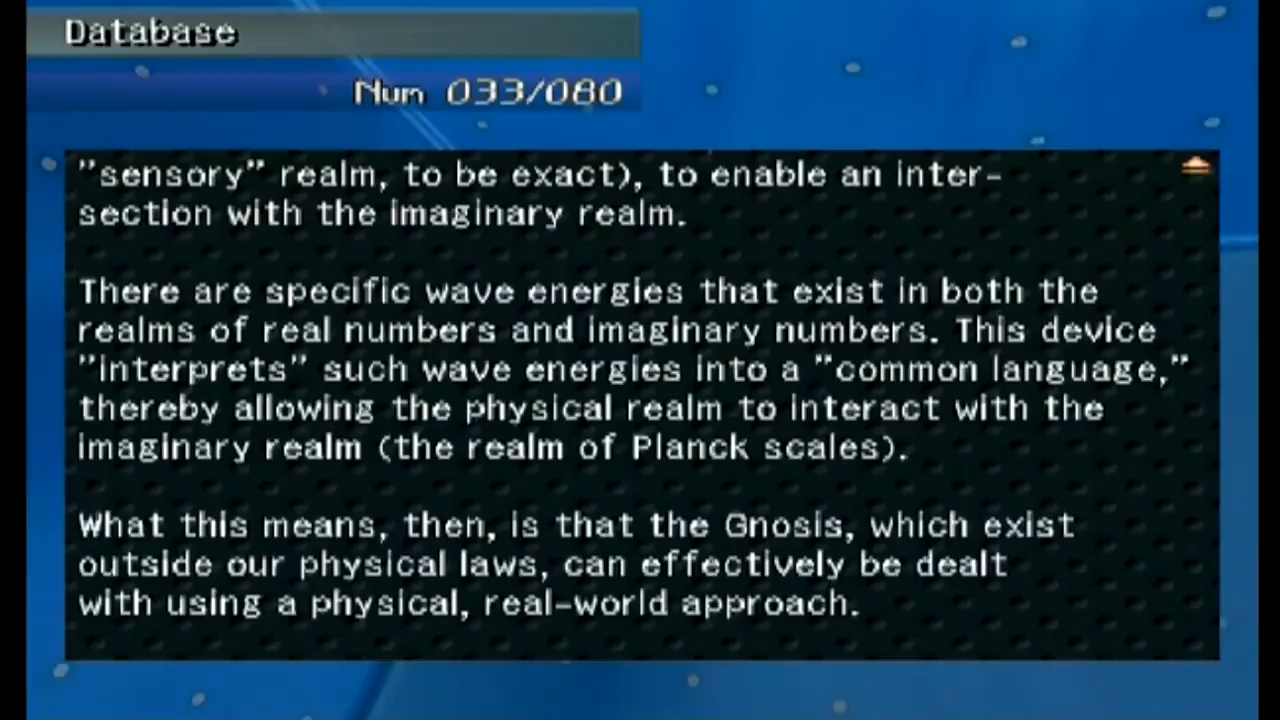 Database
Num 033/080
"sensory" realm, to be exact), to enable an inter-
section with the imaginary realm.
There are specific wave energies that exist in both the
realms of real numbers and imaginary numbers. This device
"interprets" such wave energies into a "common language,"
thereby allowing the physical realm to interact with the
imaginary realm (the realm of Planck scales).
What this means, then, is that the Gnosis, which exist
outside our physical laws, can effectively be dealt
with using a physical, real-world approach.